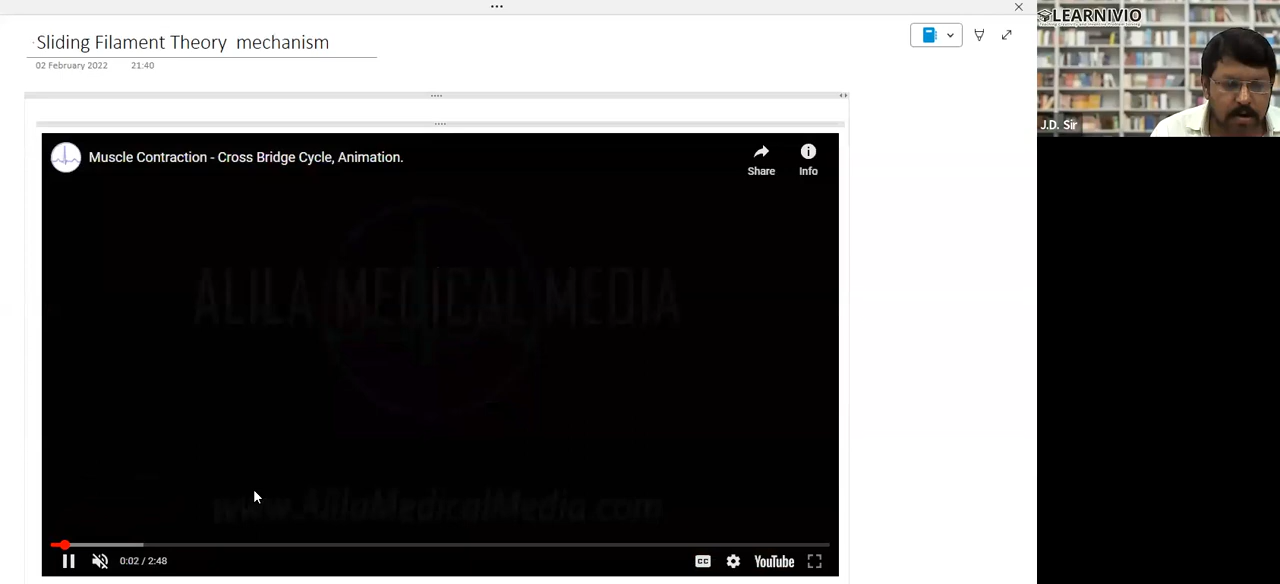 Sliding Filament Theory mechanism
02 February 2022 21:40
Muscle Contraction - Cross Bridge Cycle, Animation.
Share
Info
ALILA MEDICAL MEDIA
www.AlilaMedicalMedia.com
0:02 / 2:48
CC
YouTube
LEARNIVIO
J.D. Sir